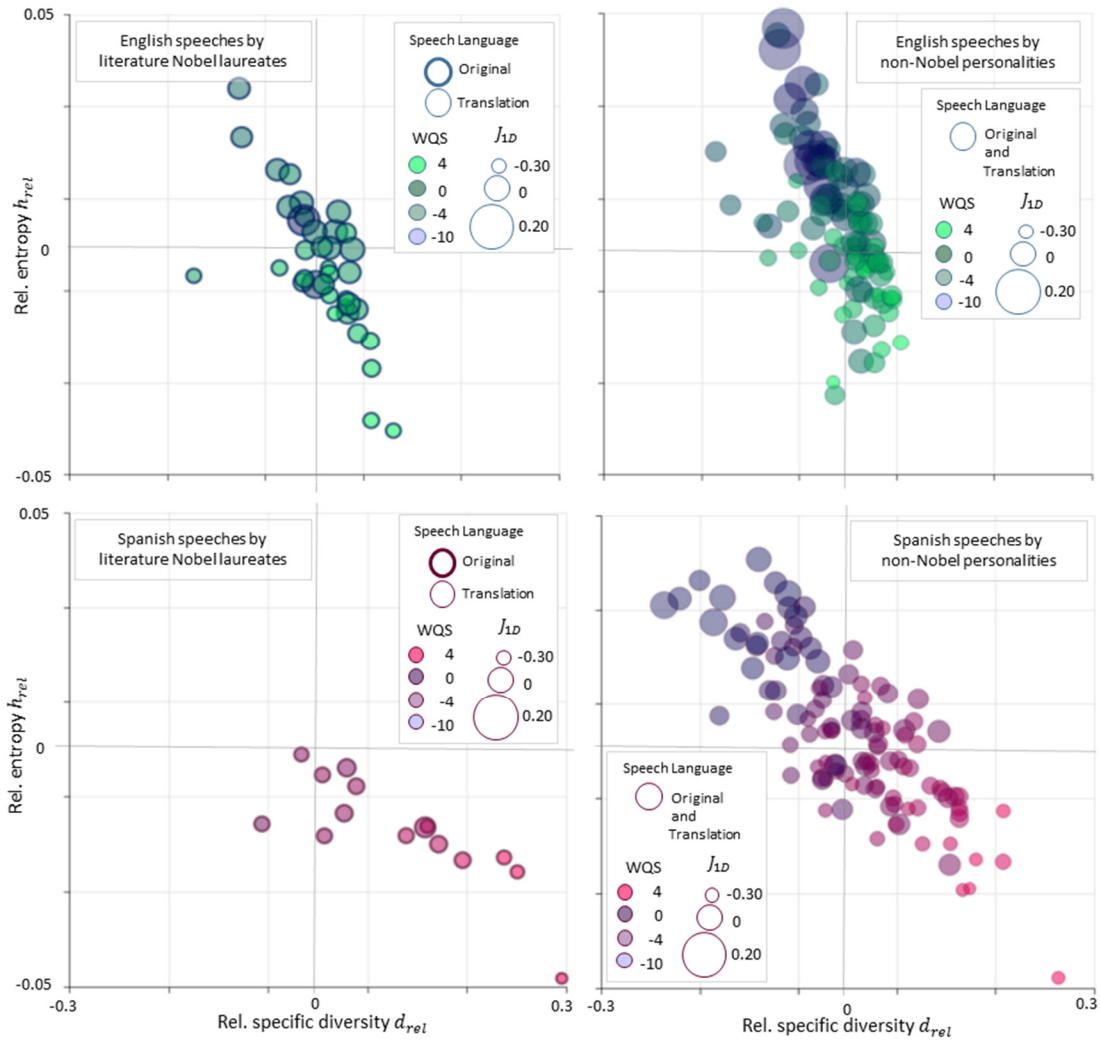 0.05
English speeches by
literature Nobel laureates
Speech Language
Original
Translation
WQS J1D
4 -0.30
0 0
-4 0.20
-10
Rel. entropy hrel
0
-0.05
English speeches by
non-Nobel personalities
Speech Language
Original
and
Translation
WQS J1D
4 -0.30
0 0
-4 0.20
-10
0.05
Spanish speeches by
literature Nobel laureates
Speech Language
Original
Translation
WQS J1D
4 -0.30
0 0
-4 0.20
-10
Rel. entropy hrel
0
-0.05
-0.3 0 0.3
Rel. specific diversity drel
Spanish speeches by
non-Nobel personalities
Speech Language
Original
and
Translation
WQS J1D
4 -0.30
0 0
-4 0.20
-10
-0.3 0 0.3
Rel. specific diversity drel